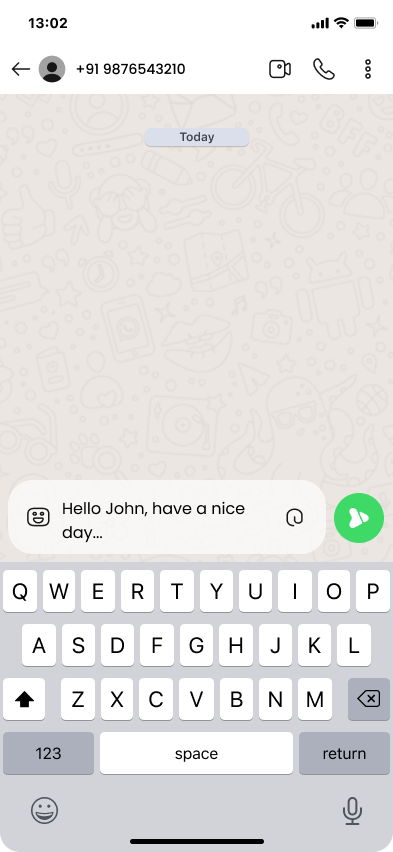 13:02
+91 9876543210
Today
Hello John, have a nice
day...
Q W E R T Y U I O P
A S D F G H J K L
Z X C V B N M
123 space return